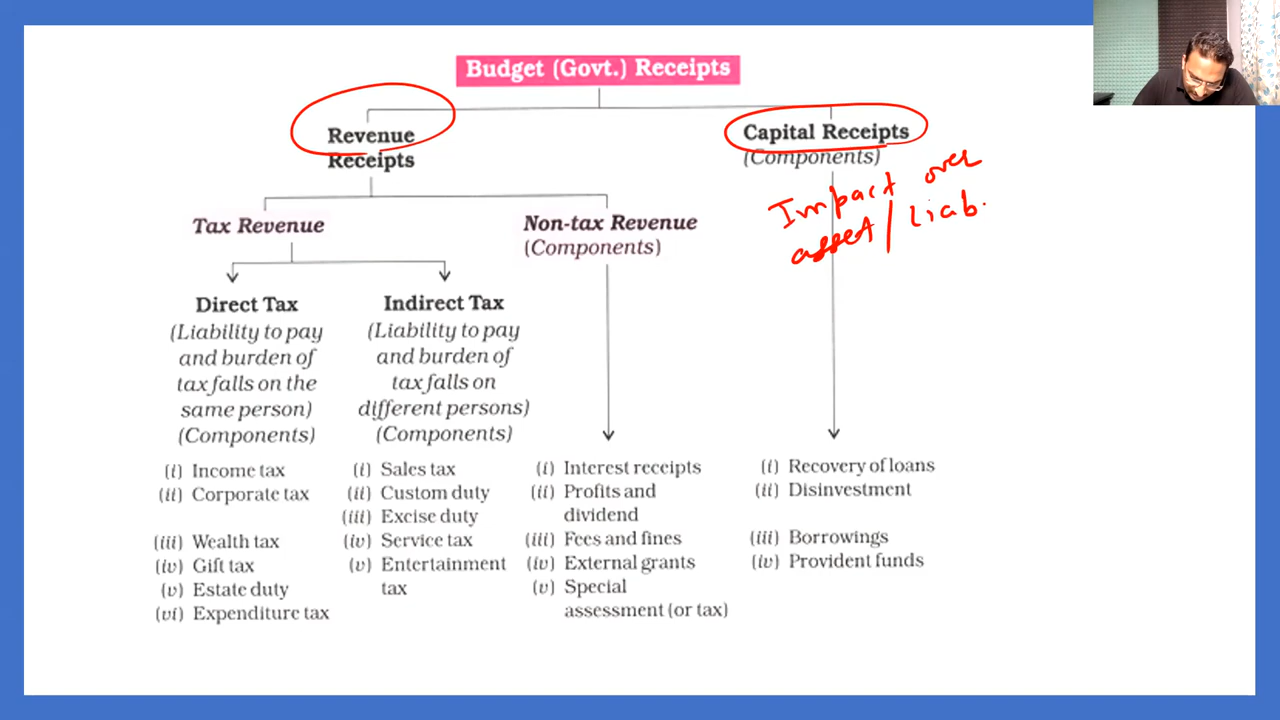 Budget (Govt.) Receipts
Revenue
Receipts
Capital Receipts
(Components)
Impact over
asset/Liab.
Tax Revenue
Non-tax Revenue
(Components)
Direct Tax
(Liability to pay
and burden of
tax falls on the
same person)
(Components)
Indirect Tax
(Liability to pay
and burden of
tax falls on
different persons)
(Components)
(i) Income tax
(ii) Corporate tax
(iii) Wealth tax
(iv) Gift tax
(v) Estate duty
(vi) Expenditure tax
(i) Sales tax
(ii) Custom duty
(iii) Excise duty
(iv) Service tax
(v) Entertainment
tax
(i) Interest receipts
(ii) Profits and
dividend
(iii) Fees and fines
(iv) External grants
(v) Special
assessment (or tax)
(i) Recovery of loans
(ii) Disinvestment
(iii) Borrowings
(iv) Provident funds